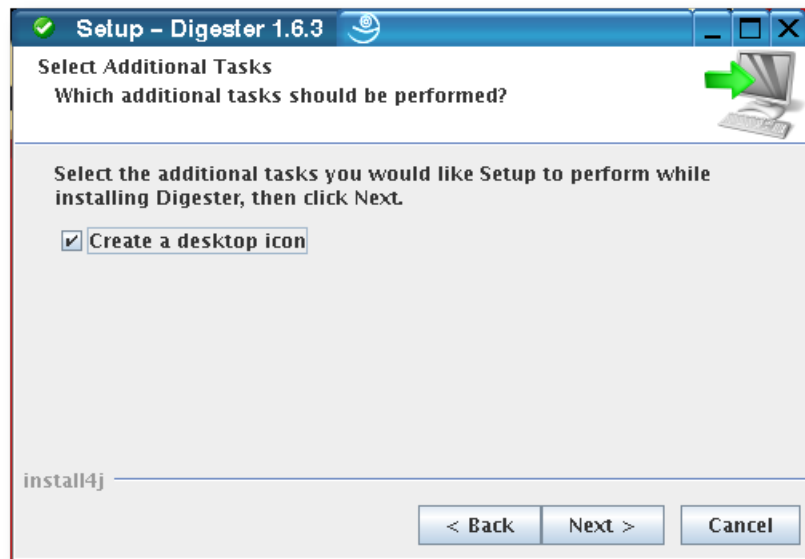 Setup – Digester 1.6.3
Select Additional Tasks
Which additional tasks should be performed?
Select the additional tasks you would like Setup to perform while
installing Digester, then click Next.
Create a desktop icon
install4j
< Back Next > Cancel